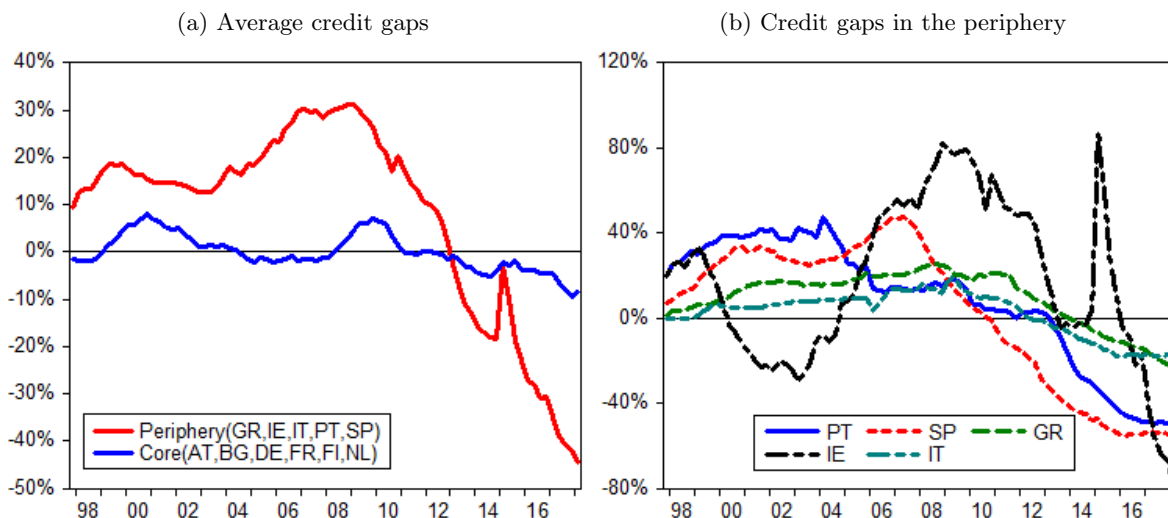 (a) Average credit gaps
40%
30%
20%
10%
0%
-10%
-20%
-30%
-40%
-50%
Periphery(GR,IE,IT,PT,SP)
Core(AT,BG,DE,FR,FI,NL)
98 00 02 04 06 08 10 12 14 16
(b) Credit gaps in the periphery
120%
80%
40%
0%
-40%
-80%
PT SP GR
IE IT
98 00 02 04 06 08 10 12 14 16